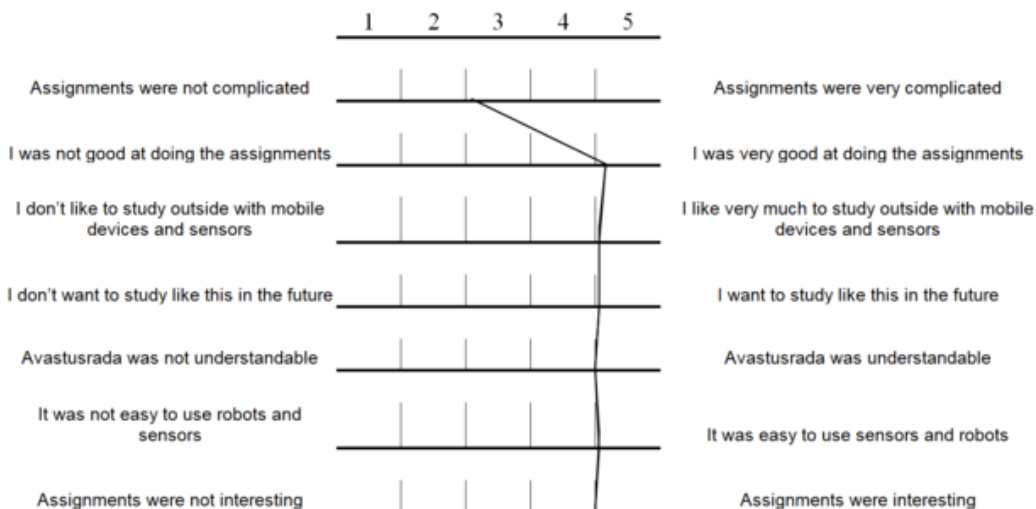 1 2 3 4 5
Assignments were not complicated
Assignments were very complicated
I was not good at doing the assignments
I was very good at doing the assignments
I don't like to study outside with mobile
devices and sensors
I like very much to study outside with mobile
devices and sensors
I don't want to study like this in the future
I want to study like this in the future
Avastusrada was not understandable
Avastusrada was understandable
It was not easy to use robots and
sensors
It was easy to use sensors and robots
Assignments were not interesting
Assignments were interesting